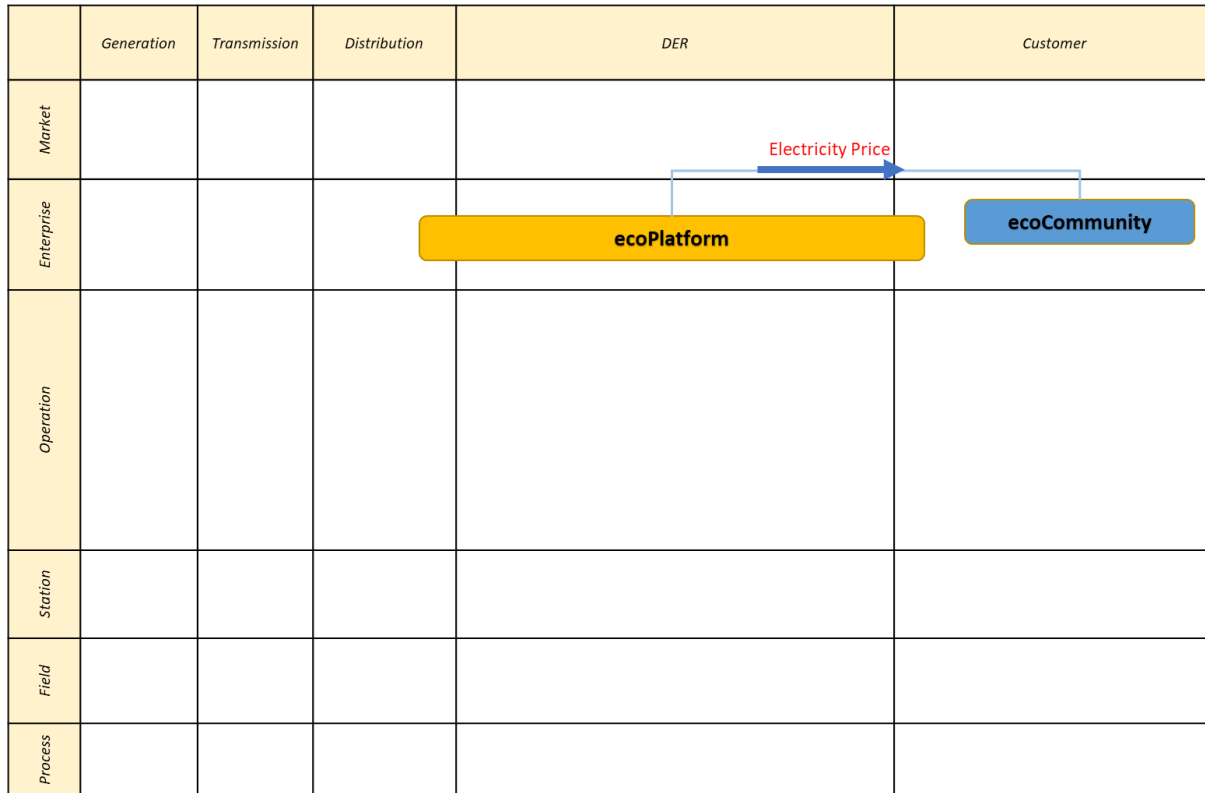 Generation
Transmission
Distribution
DER
Customer
Market
Electricity Price
Enterprise
ecoPlatform
ecoCommunity
Operation
Station
Field
Process